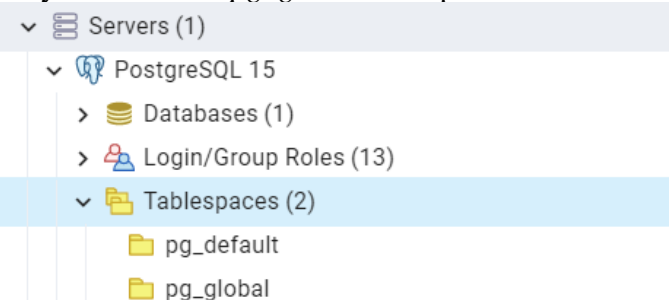 Servers (1)
PostgreSQL 15
Databases (1)
Login/Group Roles (13)
Tablespaces (2)
pg_default
pg_global